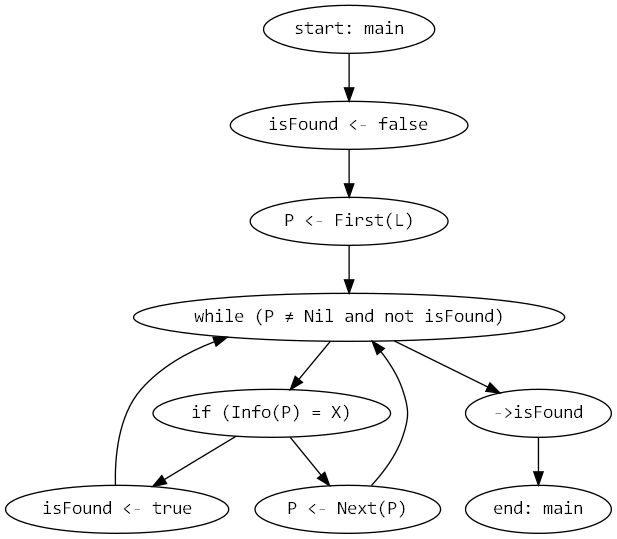 start: main
isFound <- false
P <- First(L)
while (P ≠ Nil and not isFound)
if (Info(P) = X)
->isFound
isFound <- true
P <- Next(P)
end: main